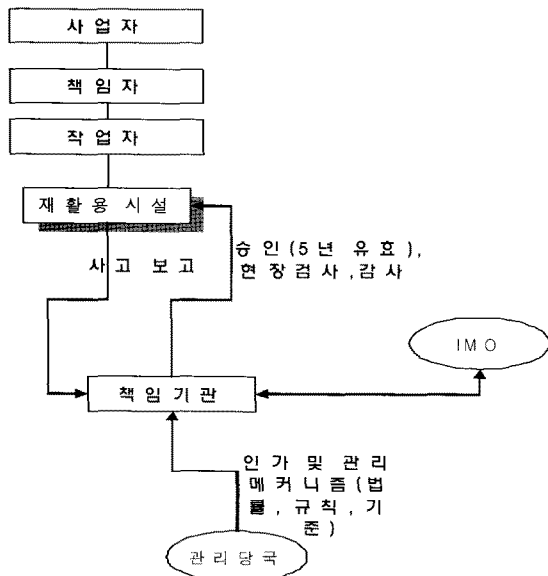 사업자
책임자
작업자
재활용 시설
사고 보고
승인(5년 유효),
현장검사,감사
IMO
책임기관
인가 및 관리
메커니즘(법
률, 규칙, 기
준)
관리당국